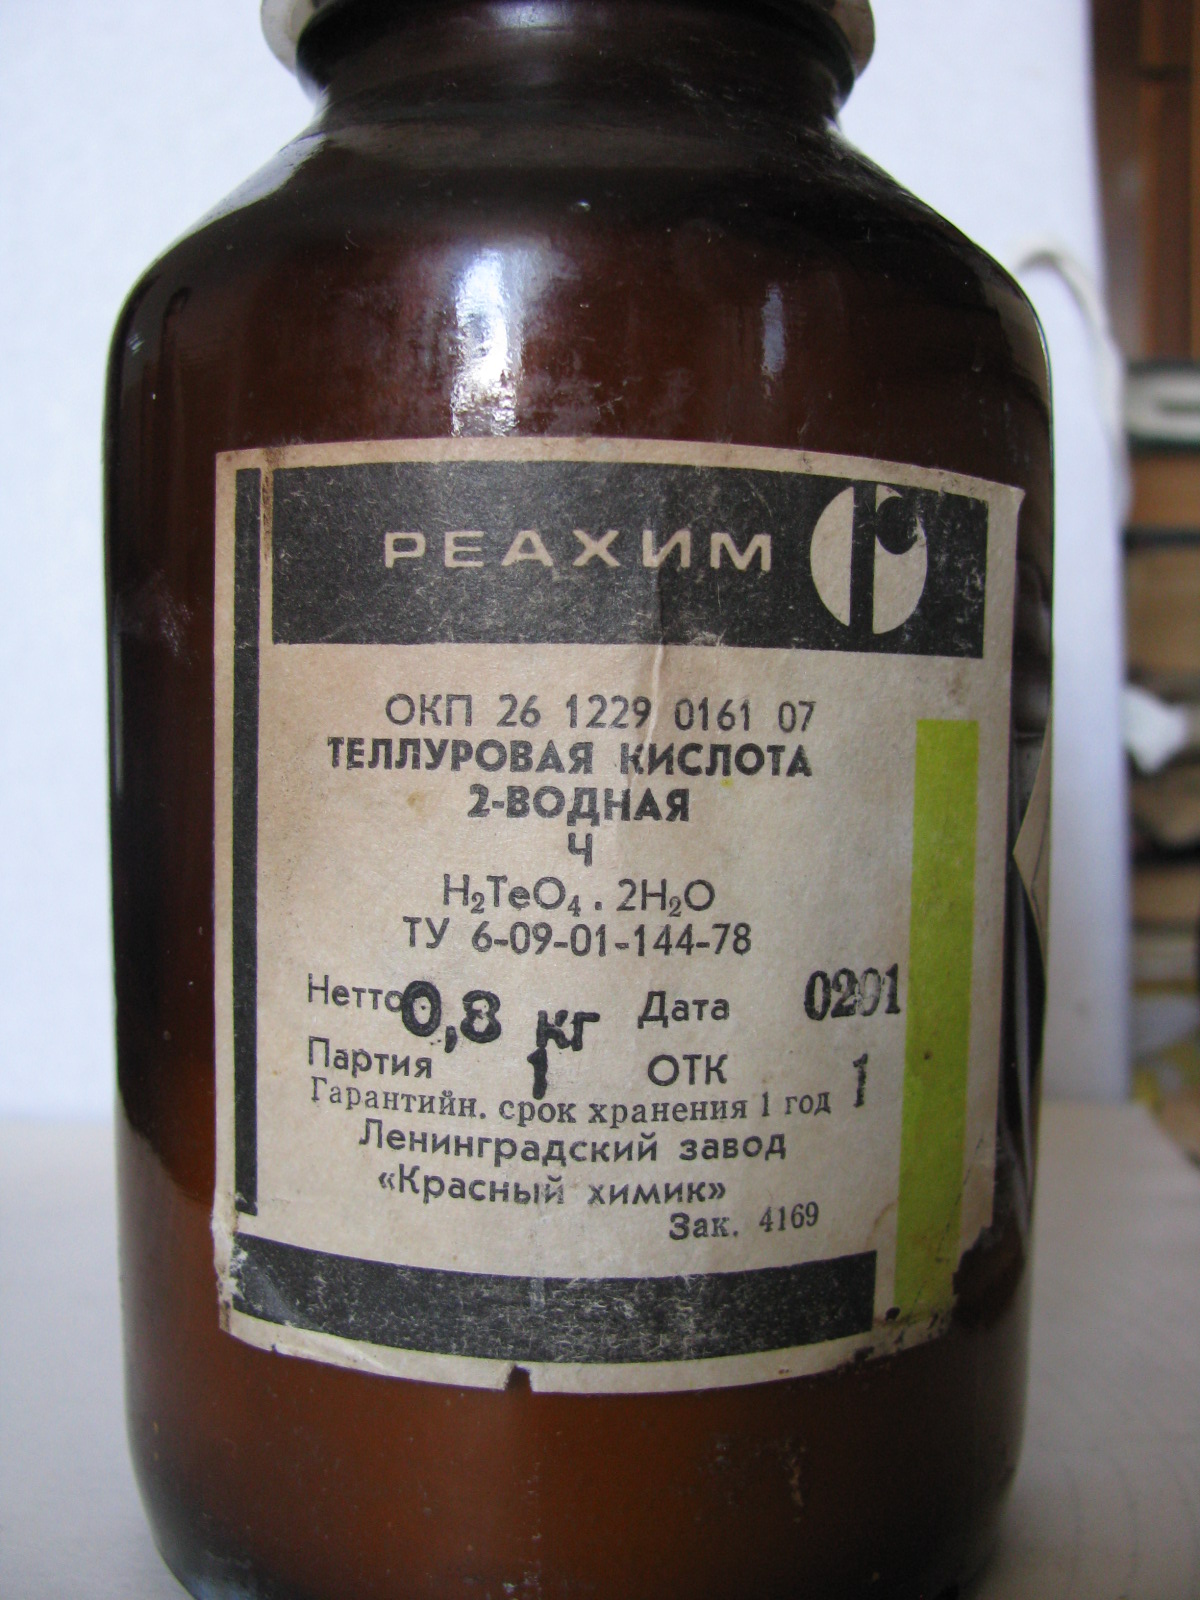 РЕАХИМ
ОКП 26 1229 0161 07
ТЕЛЛУРОВАЯ КИСЛОТА
2-ВОДНАЯ
Ч
H₂TeO₄ . 2H₂O
ТУ 6-09-01-144-78
Нетто 0,8 кг Дата 0291
Партия 1 ОТК 1
Гарантийн. срок хранения 1 год
Ленинградский завод
«Красный химик»
Зак. 4169